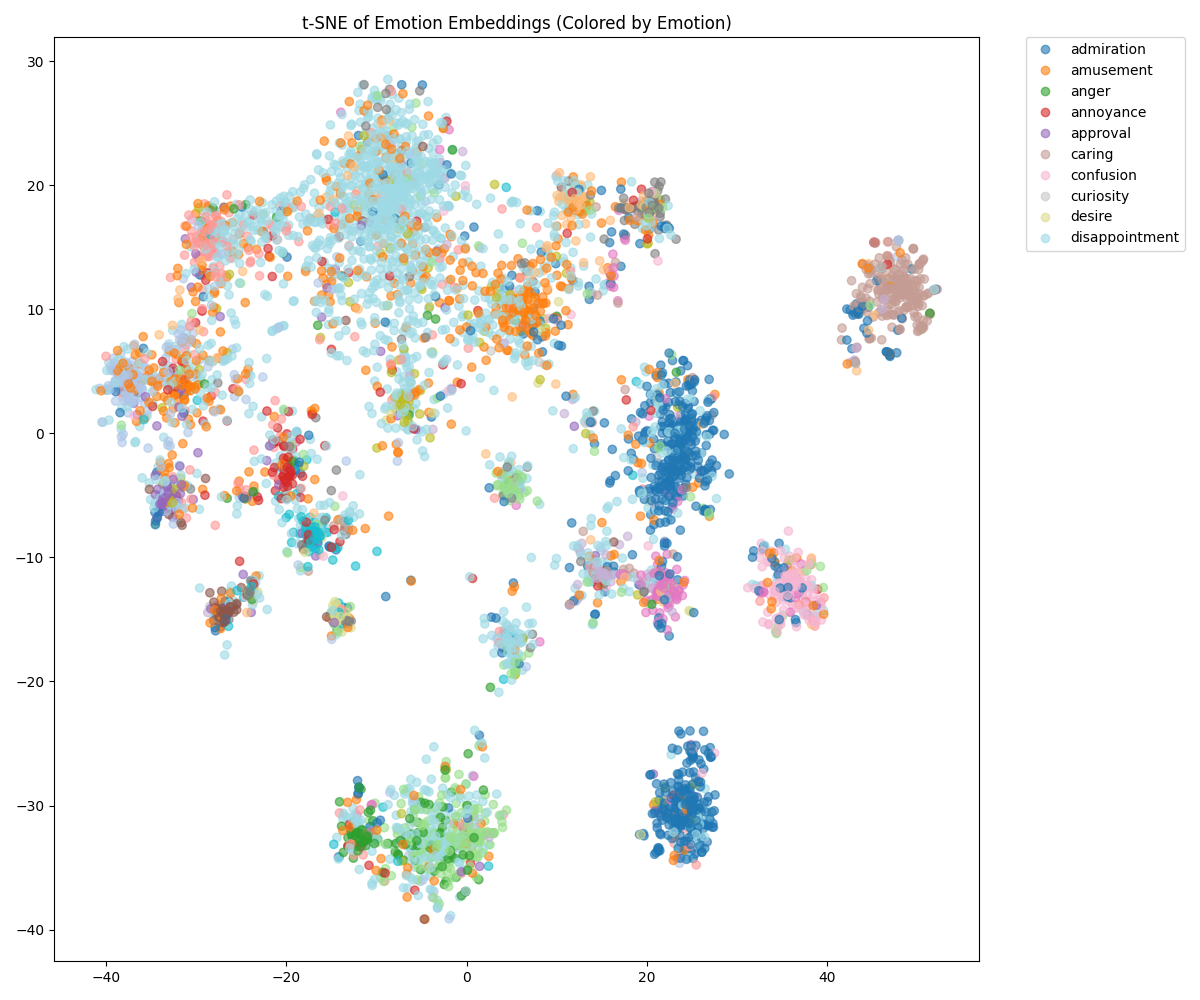 t-SNE of Emotion Embeddings (Colored by Emotion)
30
20
10
0
−10
−20
−30
−40
−40
−20
0
20
40
admiration
amusement
anger
annoyance
approval
caring
confusion
curiosity
desire
disappointment